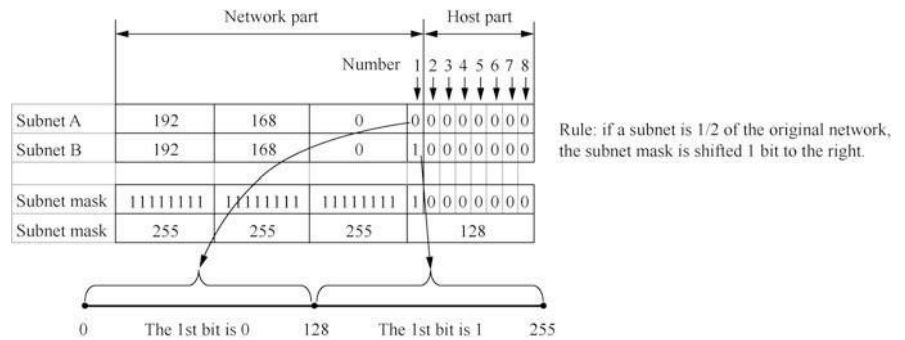 Network part Host part
Number 1 2 3 4 5 6 7 8
Subnet A 192 168 0 0 0 0 0 0 0 0 0
Subnet B 192 168 0 1 0 0 0 0 0 0 0
Rule: if a subnet is 1/2 of the original network,
the subnet mask is shifted 1 bit to the right.
Subnet mask 11111111 11111111 11111111 1 0 0 0 0 0 0 0
Subnet mask 255 255 255 128
0 The 1st bit is 0 128 The 1st bit is 1 255